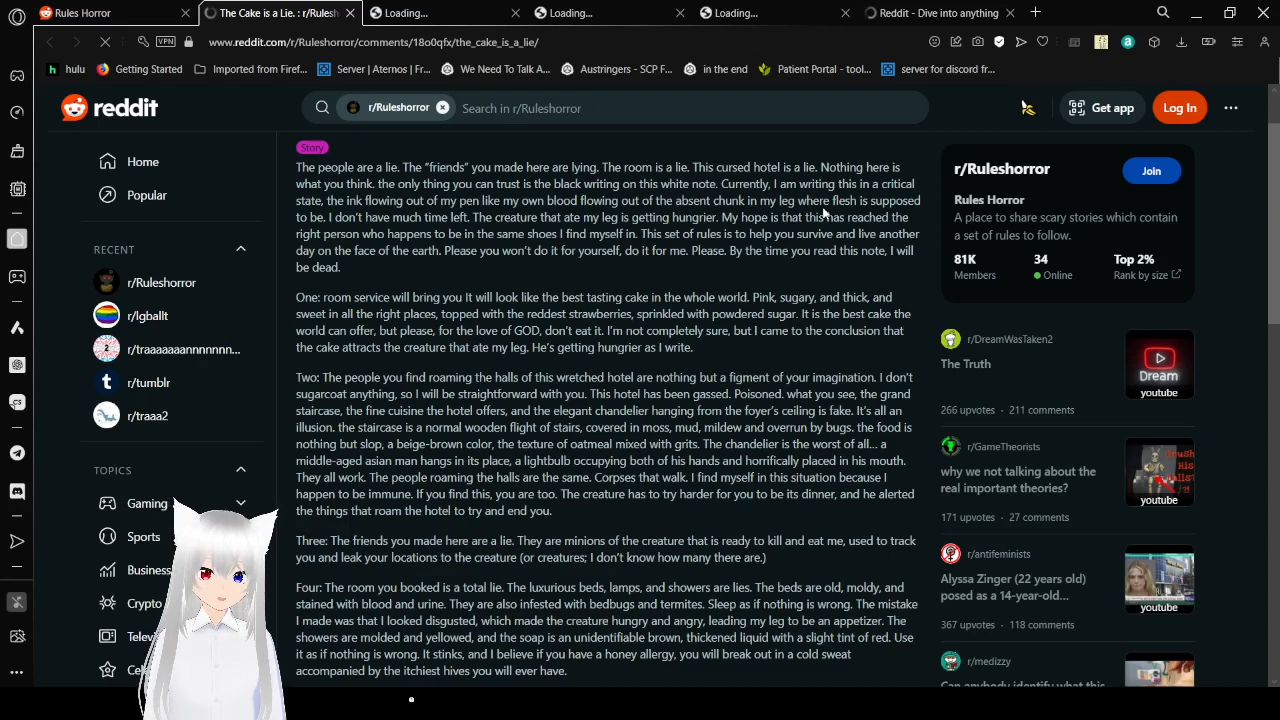 Rules Horror
The Cake is a Lie. : r/Rulesh
Loading...
Loading...
Loading...
Reddit - Dive into anything
VPN
www.reddit.com/r/Ruleshorror/comments/18o0qfx/the_cake_is_a_lie/
hulu
Getting Started
Imported from Firef...
Server | Aternos | Fr...
We Need To Talk A...
Austringers - SCP F...
in the end
Patient Portal - tool...
server for discord fr...
reddit
r/Ruleshorror
Search in r/Ruleshorror
Get app
Log In
Home
Popular
RECENT
r/Ruleshorror
r/lgballt
r/traaaaaaannnnnnn...
r/tumblr
r/traaa2
TOPICS
Gaming
Sports
Business
Crypto
Telev
Cel
Story
The people are a lie. The "friends" you made here are lying. The room is a lie. This cursed hotel is a lie. Nothing here is
what you think. the only thing you can trust is the black writing on this white note. Currently, I am writing this in a critical
state, the ink flowing out of my pen like my own blood flowing out of the absent chunk in my leg where flesh is supposed
to be. I don't have much time left. The creature that ate my leg is getting hungrier. My hope is that this has reached the
right person who happens to be in the same shoes I find myself in. This set of rules is to help you survive and live another
day on the face of the earth. Please you won't do it for yourself, do it for me. Please. By the time you read this note, I will
be dead.
One: room service will bring you It will look like the best tasting cake in the whole world. Pink, sugary, and thick, and
sweet in all the right places, topped with the reddest strawberries, sprinkled with powdered sugar. It is the best cake the
world can offer, but please, for the love of GOD, don't eat it. I'm not completely sure, but I came to the conclusion that
the cake attracts the creature that ate my leg. He's getting hungrier as I write.
Two: The people you find roaming the halls of this wretched hotel are nothing but a figment of your imagination. I don't
sugarcoat anything, so I will be straightforward with you. This hotel has been gassed. Poisoned. what you see, the grand
staircase, the fine cuisine the hotel offers, and the elegant chandelier hanging from the foyer's ceiling is fake. It's all an
illusion. the staircase is a normal wooden flight of stairs, covered in moss, mud, mildew and overrun by bugs. the food is
nothing but slop, a beige-brown color, the texture of oatmeal mixed with grits. The chandelier is the worst of all... a
middle-aged asian man hangs in its place, a lightbulb occupying both of his hands and horrifically placed in his mouth.
They all work. The people roaming the halls are the same. Corpses that walk. I find myself in this situation because I
happen to be immune. If you find this, you are too. The creature has to try harder for you to be its dinner, and he alerted
the things that roam the hotel to try and end you.
Three: The friends you made here are a lie. They are minions of the creature that is ready to kill and eat me, used to track
you and leak your locations to the creature (or creatures; I don't know how many there are.)
Four: The room you booked is a total lie. The luxurious beds, lamps, and showers are lies. The beds are old, moldy, and
stained with blood and urine. They are also infested with bedbugs and termites. Sleep as if nothing is wrong. The mistake
I made was that I looked disgusted, which made the creature hungry and angry, leading my leg to be an appetizer. The
showers are molded and yellowed, and the soap is an unidentifiable brown, thickened liquid with a slight tint of red. Use
it as if nothing is wrong. It stinks, and I believe if you have a honey allergy, you will break out in a cold sweat
accompanied by the itchiest hives you will ever have.
r/Ruleshorror
Join
Rules Horror
A place to share scary stories which contain
a set of rules to follow.
81K
34
Top 2%
Members
Online
Rank by size
r/DreamWasTaken2
The Truth
266 upvotes · 211 comments
Dream
youtube
r/GameTheorists
why we not talking about the
real important theories?
171 upvotes · 27 comments
youtube
r/antifeminists
Alyssa Zinger (22 years old)
posed as a 14-year-old...
367 upvotes · 118 comments
youtube
r/medizzy
Can anybody identify what this